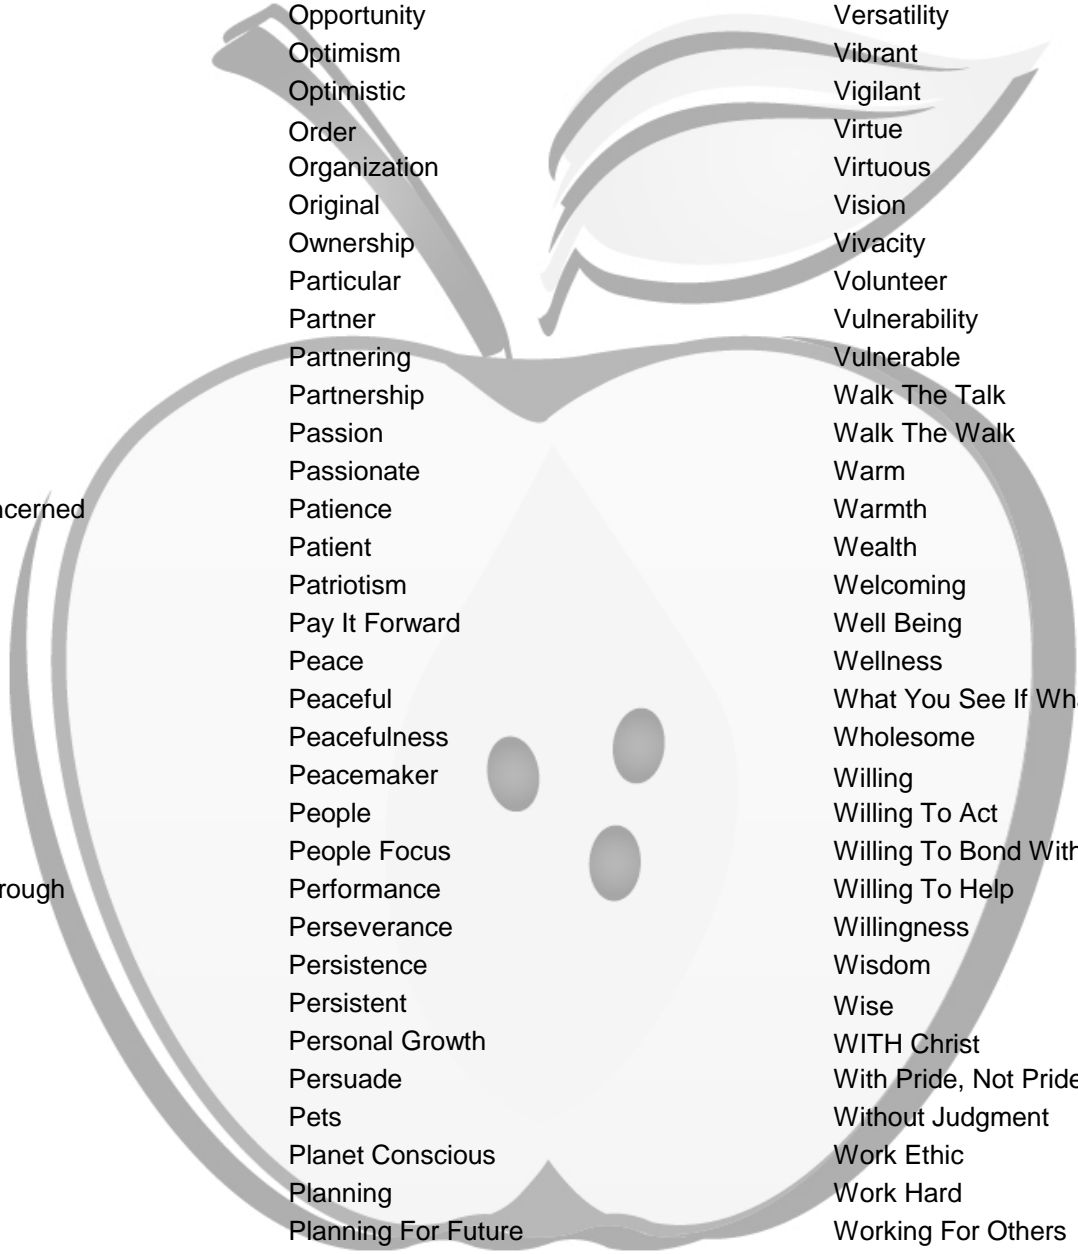 ncerned
rough
Opportunity
Optimism
Optimistic
Order
Organization
Original
Ownership
Particular
Partner
Partnering
Partnership
Passion
Passionate
Patience
Patient
Patriotism
Pay It Forward
Peace
Peaceful
Peacefulness
Peacemaker
People
People Focus
Performance
Perseverance
Persistence
Persistent
Personal Growth
Persuade
Pets
Planet Conscious
Planning
Planning For Future
Versatility
Vibrant
Vigilant
Virtue
Virtuous
Vision
Vivacity
Volunteer
Vulnerability
Vulnerable
Walk The Talk
Walk The Walk
Warm
Warmth
Wealth
Welcoming
Well Being
Wellness
What You See If Wha
Wholesome
Willing
Willing To Act
Willing To Bond With
Willing To Help
Willingness
Wisdom
Wise
WITH Christ
With Pride, Not Pride
Without Judgment
Work Ethic
Work Hard
Working For Others